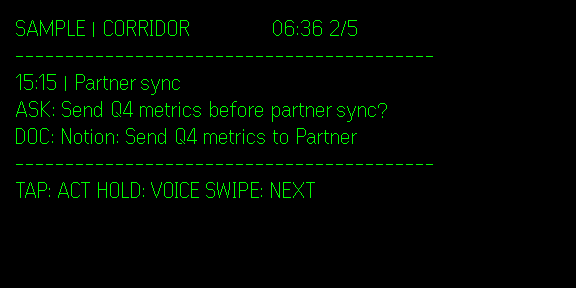 SAMPLE | CORRIDOR 06:36 2/5
------------------------------------------
15:15 | Partner sync
ASK: Send Q4 metrics before partner sync?
DOC: Notion: Send Q4 metrics to Partner
------------------------------------------
TAP: ACT HOLD: VOICE SWIPE: NEXT